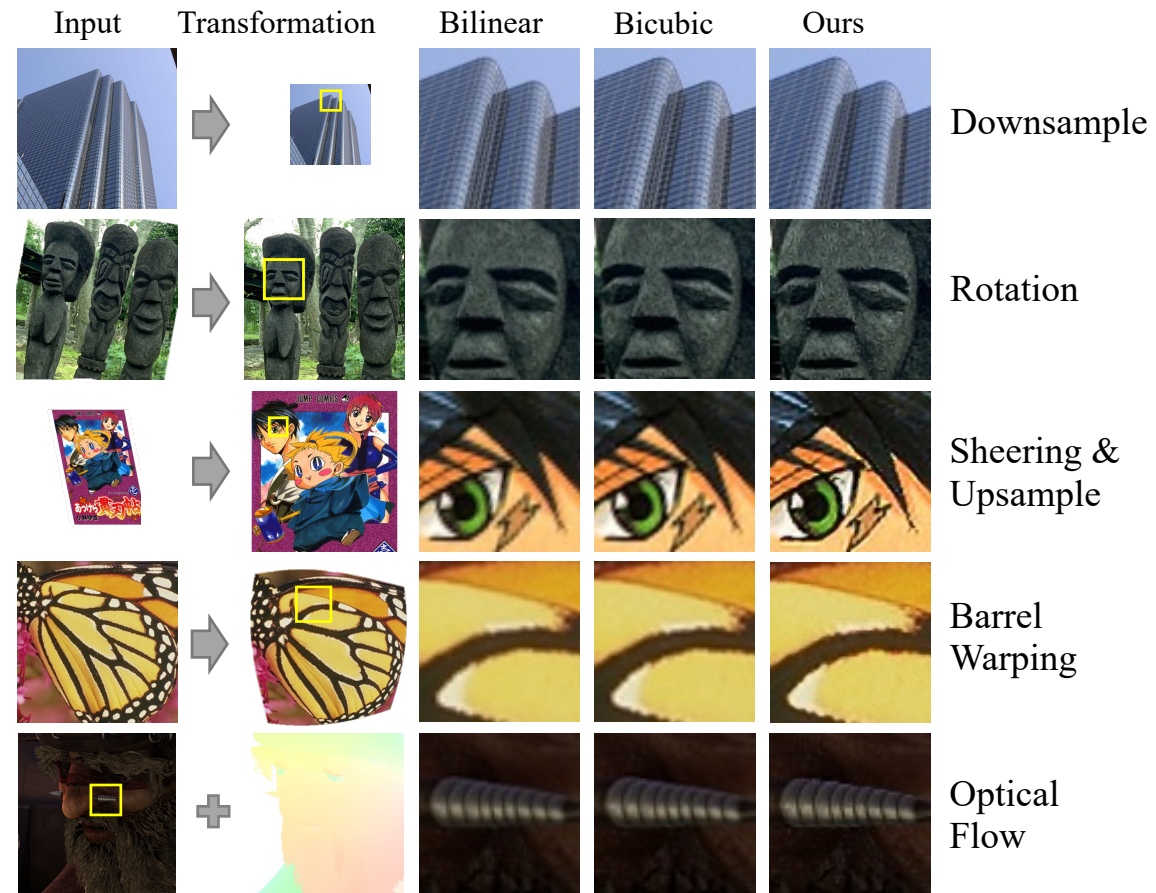 Input Transformation Bilinear Bicubic Ours
Downsample
Rotation
JUMP COMICS
Sheering &
Upsample
Barrel
Warping
Optical
Flow